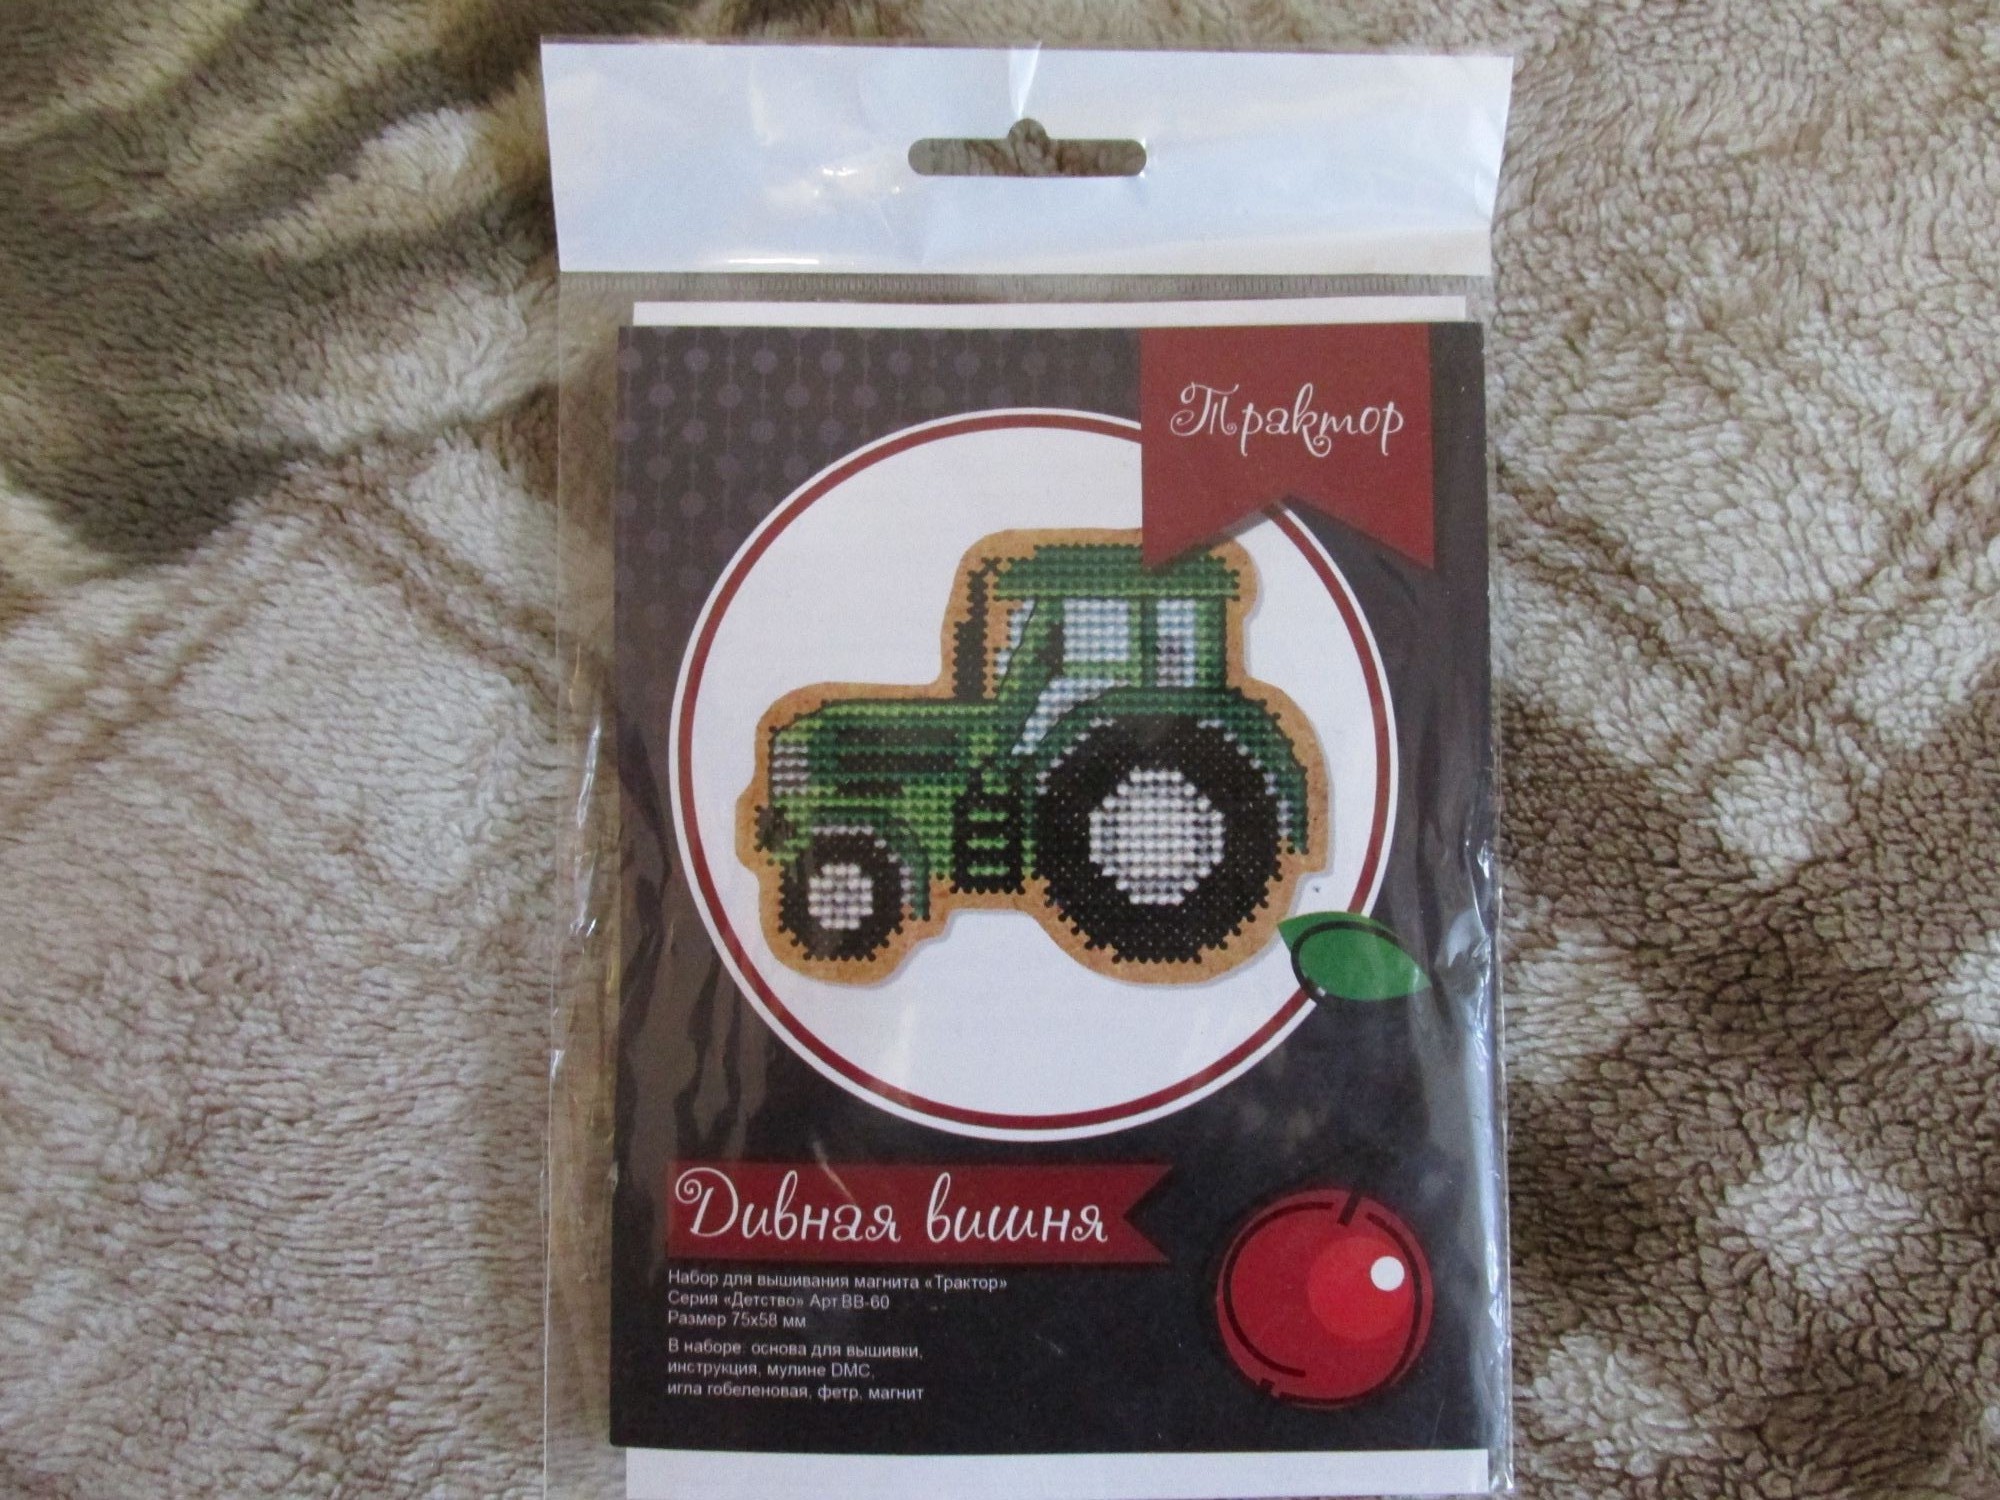 Трактор
Дивная вишня
Набор для вышивания магнита «Трактор»
Серия «Детство» Арт ВВ-60
Размер 75х58 мм
В наборе: основа для вышивки,
инструкция, мулине DMC,
игла гобеленовая, фетр, магнит